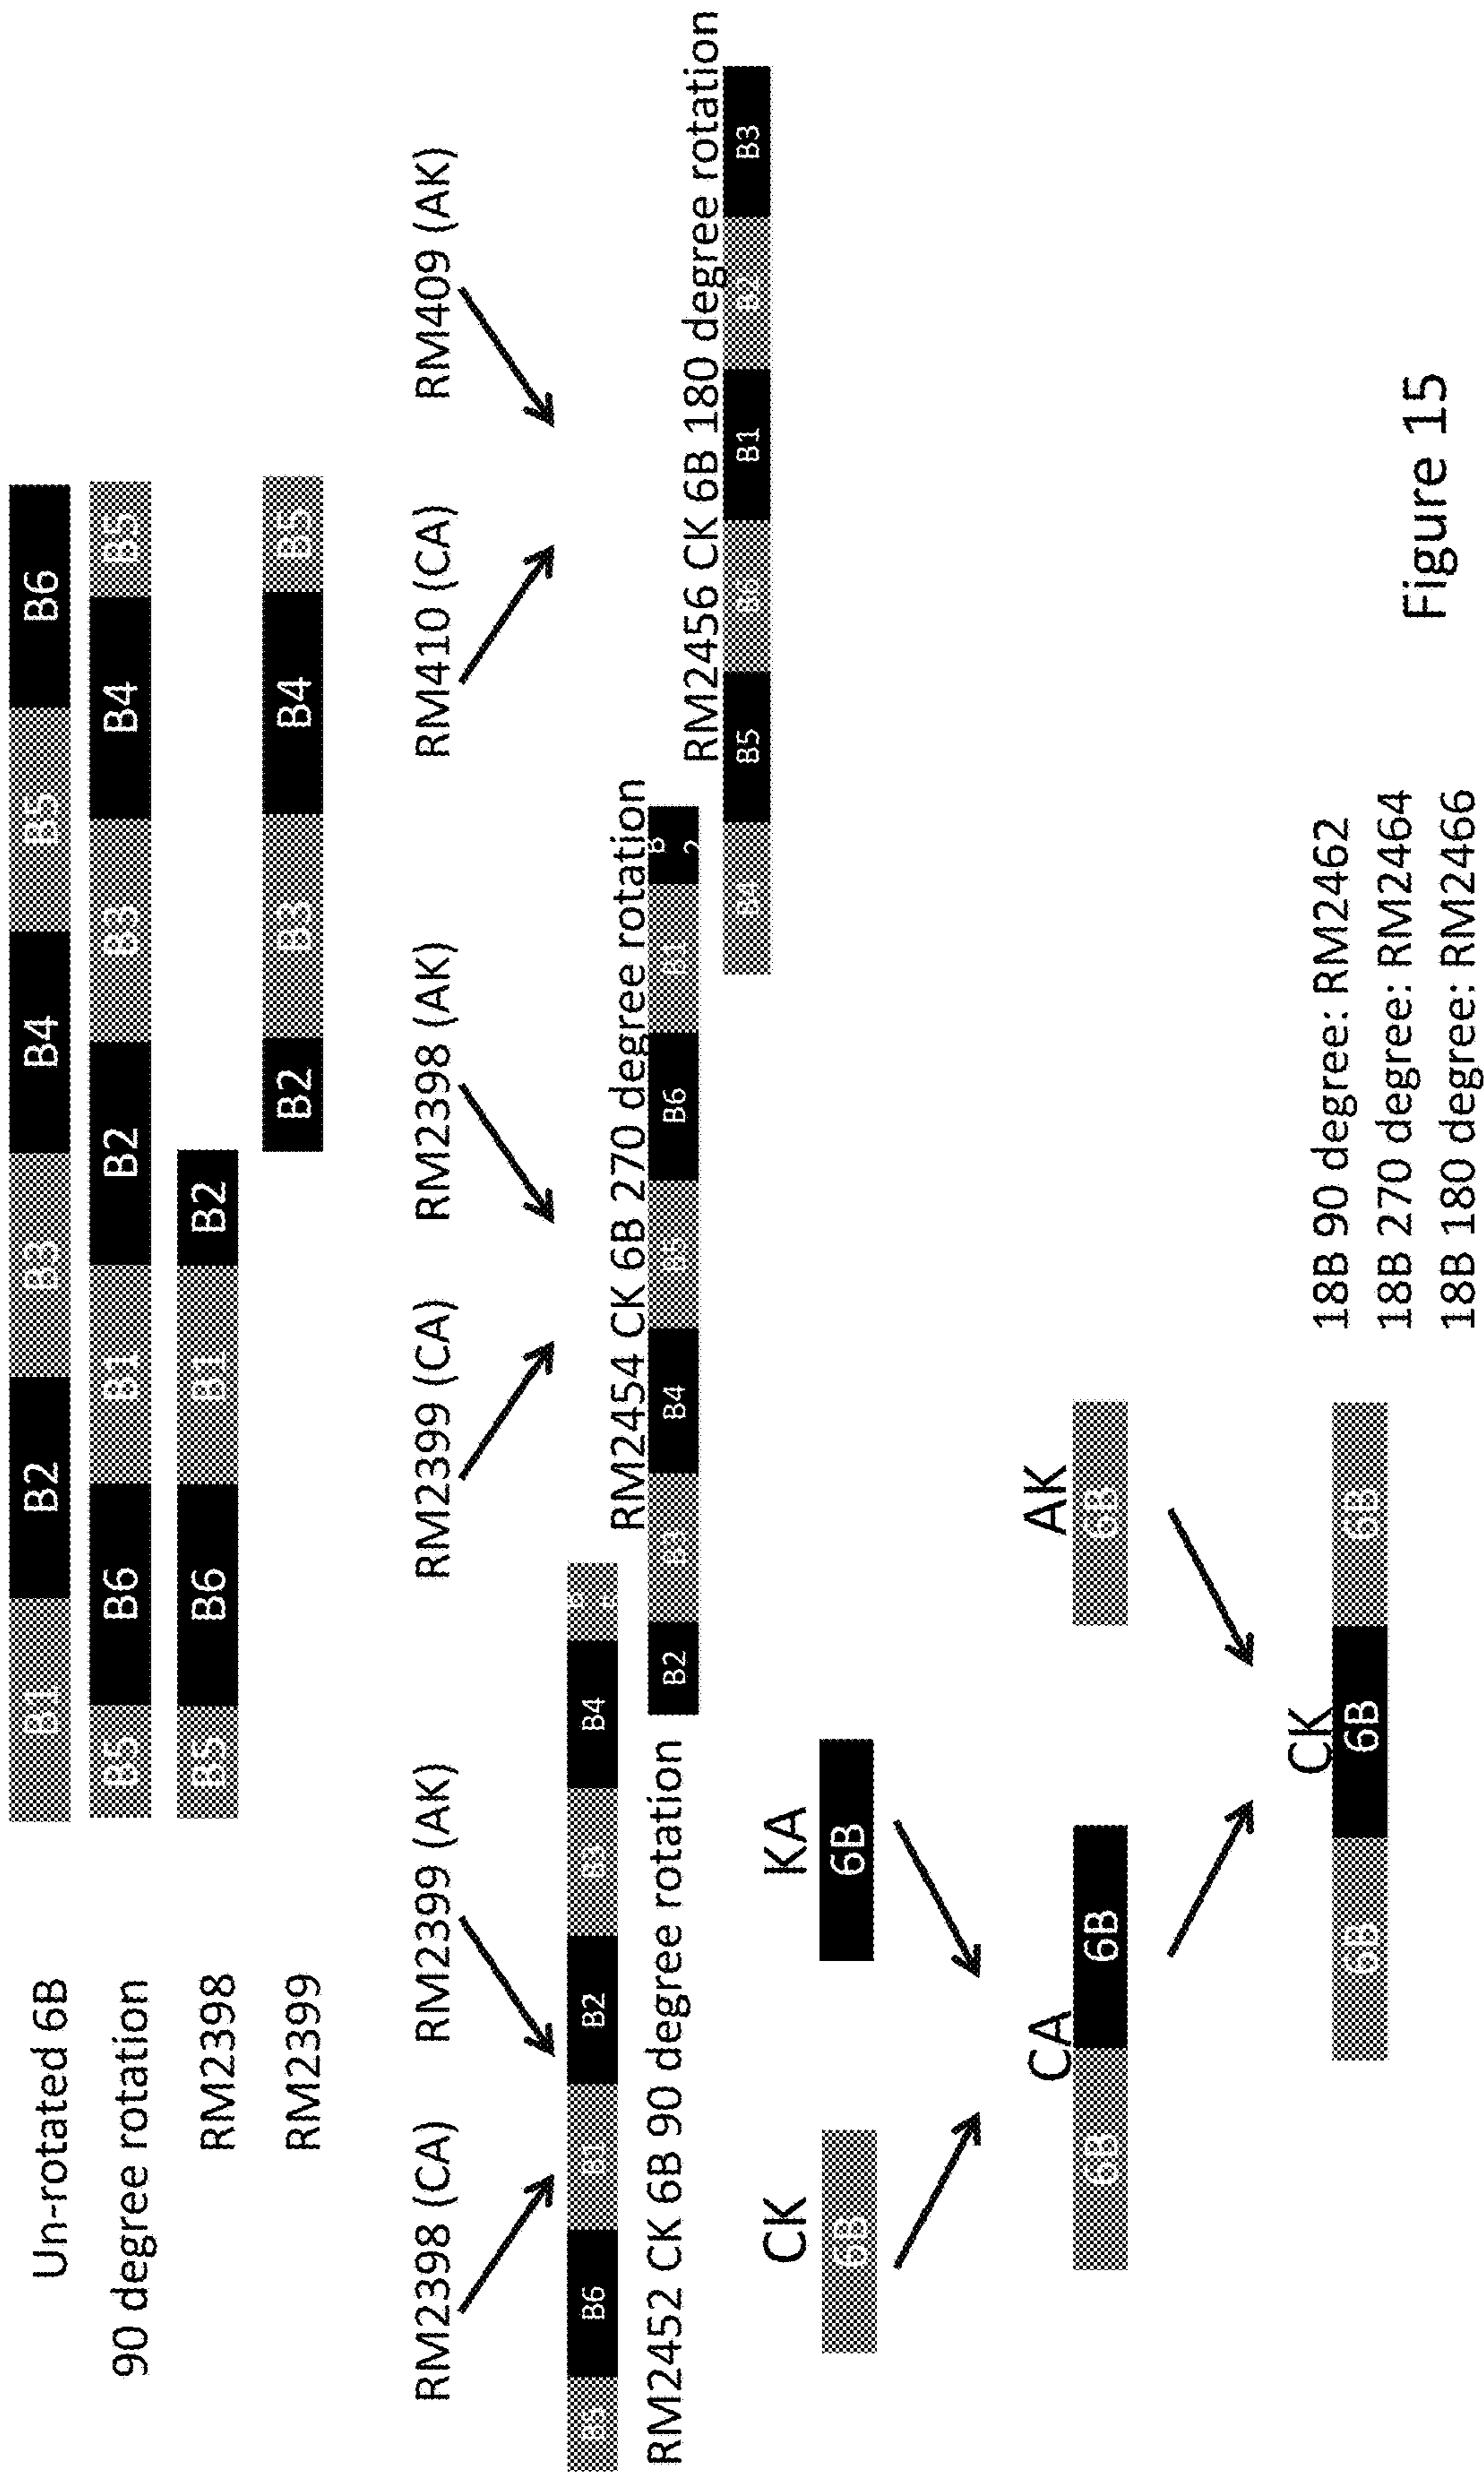 Un-rotated 6B
B1 B2 B3 B4 B5 B6
90 degree rotation
B5 B6 B1 B2 B3 B4 B5
RM2398
B5 B6 B1 B2
RM2399
B2 B3 B4 B5
RM2398 (CA) RM2399 (AK) RM2399 (CA) RM2398 (AK) RM410 (CA) RM409 (AK)
B5 B6 B1 B2 B3 B4
RM2452 CK 6B 90 degree rotation
RM2454 CK 6B 270 degree rotation
B2 B3 B4 B5 B6 B1 B
2
RM2456 CK 6B 180 degree rotation
B4 B5 B6 B1 B2 B3
CK KA
6B 6B
CA AK
6B 6B 6B
CK
6B 6B 6B
18B 90 degree: RM2462
18B 270 degree: RM2464
18B 180 degree: RM2466
Figure 15